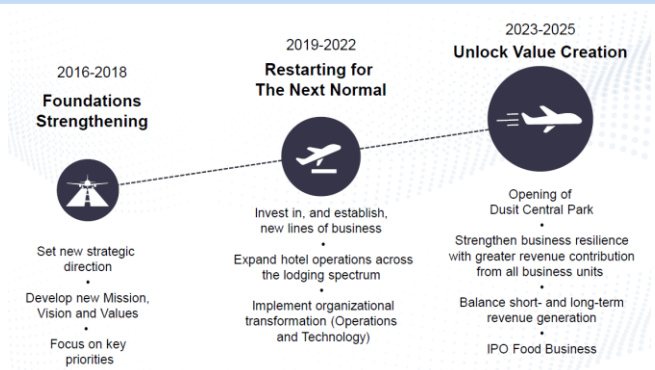 2016-2018
Foundations
Strengthening
Set new strategic
direction
•
Develop new Mission,
Vision and Values
•
Focus on key
priorities
2019-2022
Restarting for
The Next Normal
Invest in, and establish,
new lines of business
•
Expand hotel operations across
the lodging spectrum
•
Implement organizational
transformation (Operations
and Technology)
2023-2025
Unlock Value Creation
Opening of
Dusit Central Park
•
Strengthen business resilience
with greater revenue contribution
from all business units
•
Balance short- and long-term
revenue generation
•
IPO Food Business